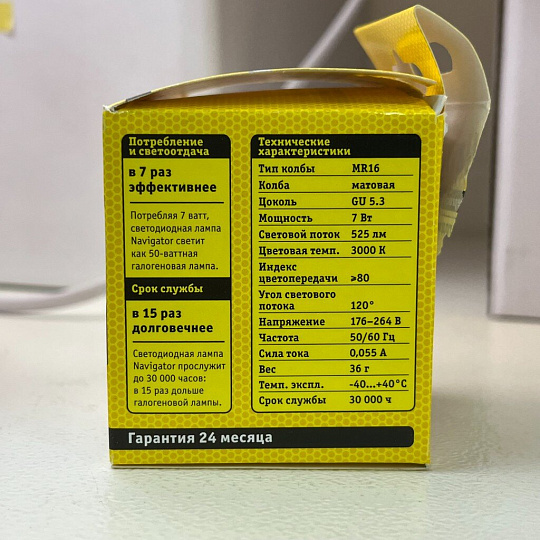 Потребление
и светоотдача
в 7 раз
эффективнее
Потребляя 7 ватт,
светодиодная лампа
Navigator светит
как 50-ваттная
галогеновая лампа.
Срок службы
в 15 раз
долговечнее
Светодиодная лампа
Navigator прослужит
до 30 000 часов:
в 15 раз дольше
галогеновой лампы.
Технические
характеристики
Тип колбы MR16
Колба матовая
Цоколь GU 5.3
Мощность 7 Вт
Световой поток 525 лм
Цветовая темп. 3000 К
Индекс
цветопередачи ≥80
Угол светового
потока 120°
Напряжение 176–264 В
Частота 50/60 Гц
Сила тока 0,055 А
Вес 36 г
Темп. экспл. -40...+40°С
Срок службы 30 000 ч
Гарантия 24 месяца